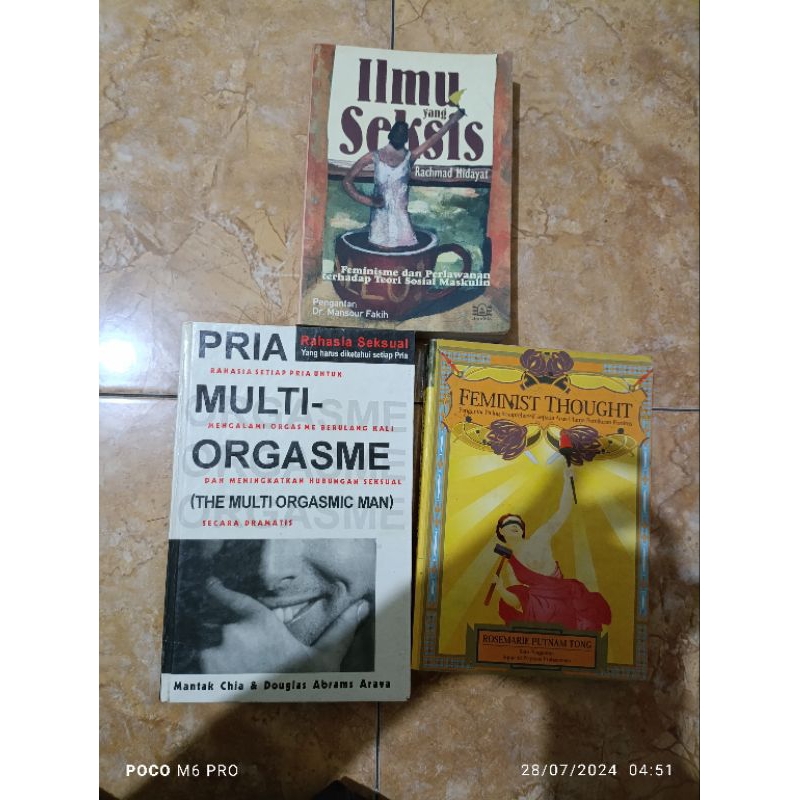 Ilmu
yang
Seksis
Rachmad Hidayat
Feminisme dan Perlawanan
terhadap Teori Sosial Maskulin
Pengantar:
Dr. Mansour Fakih
PRIA
Rahasia Seksual
Yang harus diketahui setiap Pria
RAHASIA SETIAP PRIA UNTUK
MULTI-
ORGASME
MENGALAMI ORGASME BERULANG KALI
ORGASME
ORGASME
DAN MENINGKATKAN HUBUNGAN SEKSUAL
(THE MULTI ORGASMIC MAN)
ORGASME
SECARA DRAMATIS
Mantak Chia & Douglas Abrams Arava
FEMINIST THOUGHT
ROSEMARIE PUTNAM TONG
POCO M6 PRO
28/07/2024 04:51